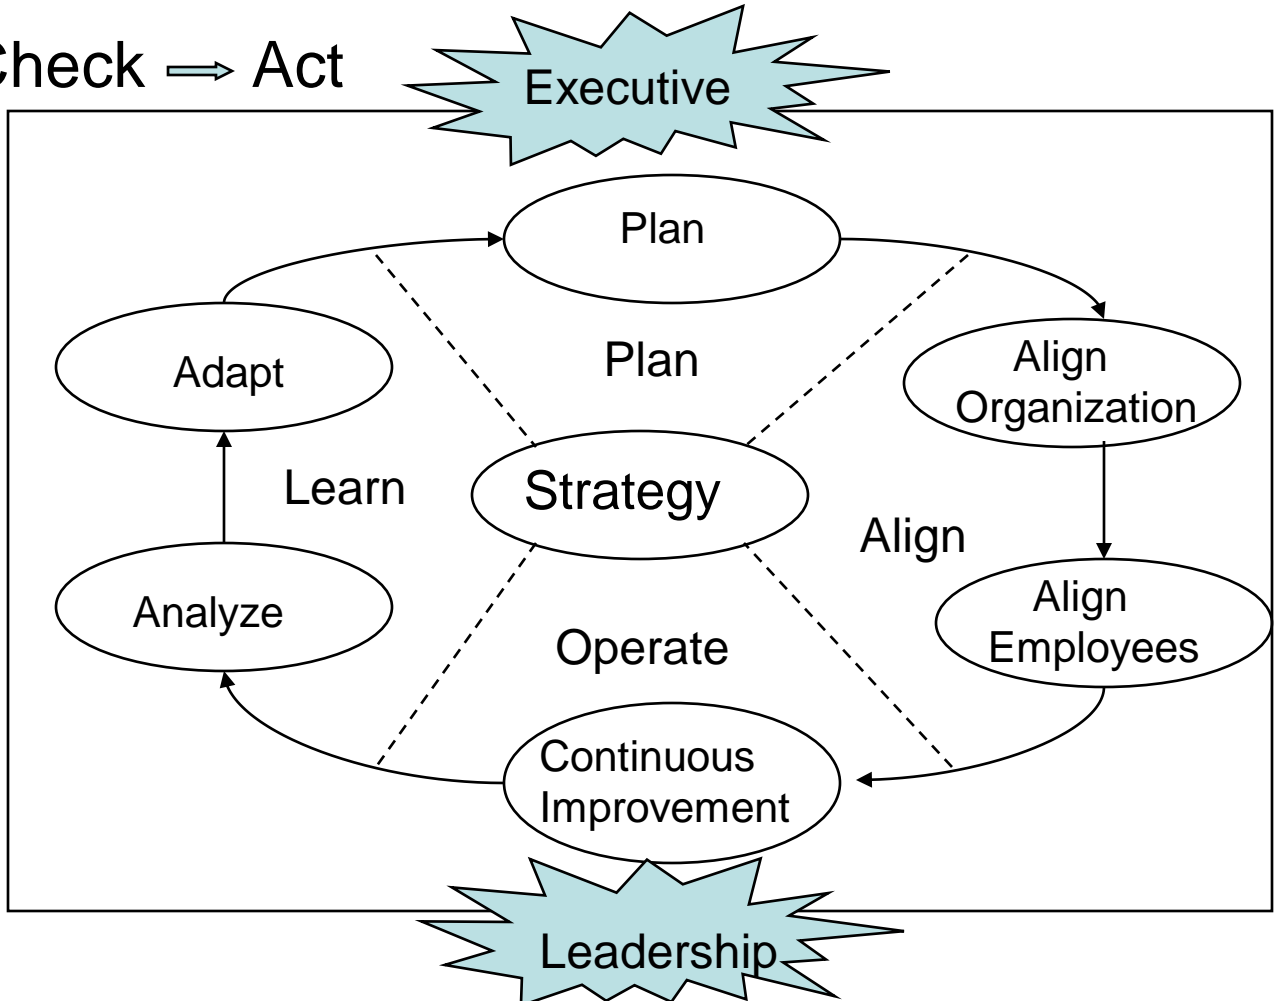 Check Act
Executive
Plan
Plan
Adapt
Align
Organization
Learn
Strategy
Align
Analyze
Align
Employees
Operate
Continuous
Improvement
Leadership